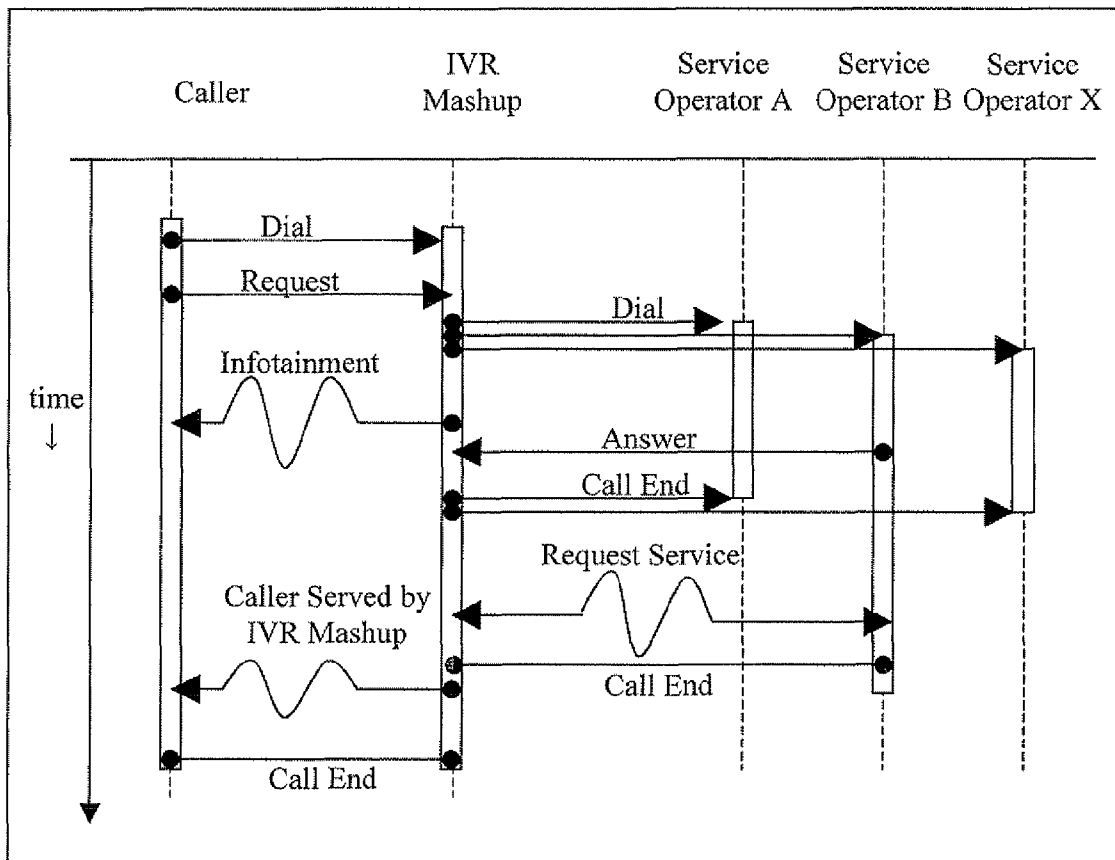 Caller
IVR
Mashup
Service
Operator A
Service
Operator B
Service
Operator X
Dial
Request
Dial
Infotainment
time
↓
Answer
Call End
Request Service
Caller Served by
IVR Mashup
Call End
Call End